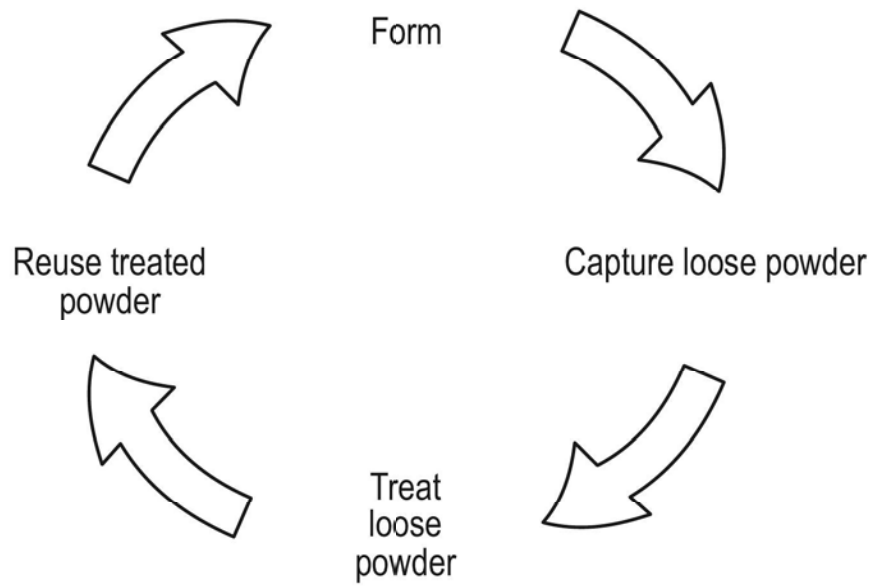 Form
Capture loose powder
Treat
loose
powder
Reuse treated
powder